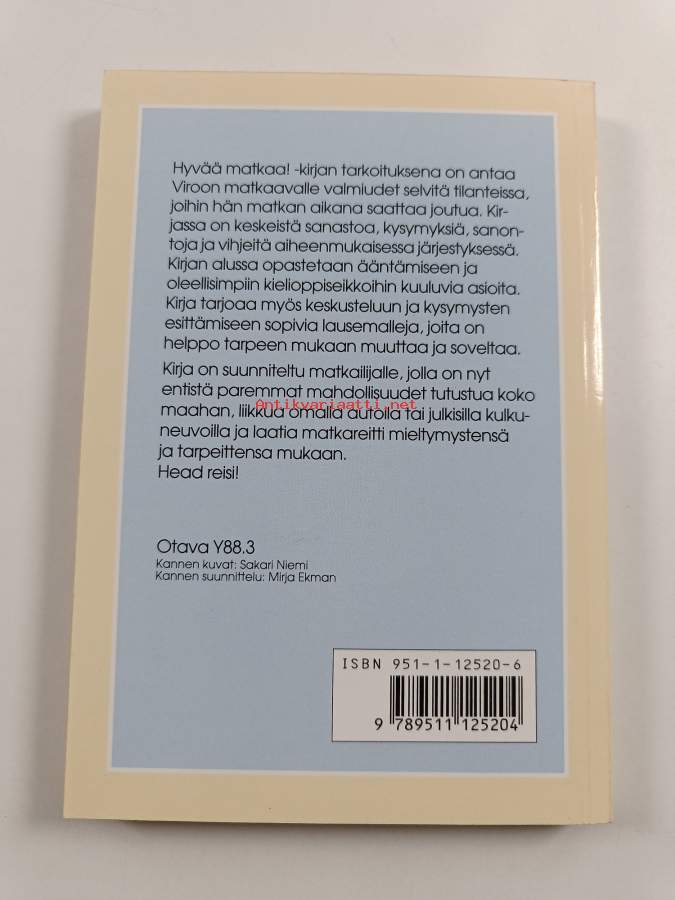 Hyvää matkaa! -kirjan tarkoituksena on antaa
Viroon matkaavalle valmiudet selvitä tilanteissa,
joihin hän matkan aikana saattaa joutua. Kir-
jassa on keskeistä sanastoa, kysymyksiä, sanon-
toja ja vihjeitä aiheenmukaisessa järjestyksessä.
Kirjan alussa opastetaan ääntämiseen ja
oleellisimpiin kielioppiseikkoihin kuuluvia asioita.
Kirja tarjoaa myös keskusteluun ja kysymysten
esittämiseen sopivia lausemalleja, joita on
helppo tarpeen mukaan muuttaa ja soveltaa.
Kirja on suunniteltu matkailijalle, jolla on nyt
entistä paremmat mahdollisuudet tutustua koko
Antikvariaatti.net
maahan, liikkua omalla autolla tai julkisilla kulku-
neuvoilla ja laatia matkareitti mieltymystensä
ja tarpeittensa mukaan.
Head reisi!
Otava Y88.3
Kannen kuvat: Sakari Niemi
Kannen suunnittelu: Mirja Ekman
ISBN 951-1-12520-6
9 789511 125204